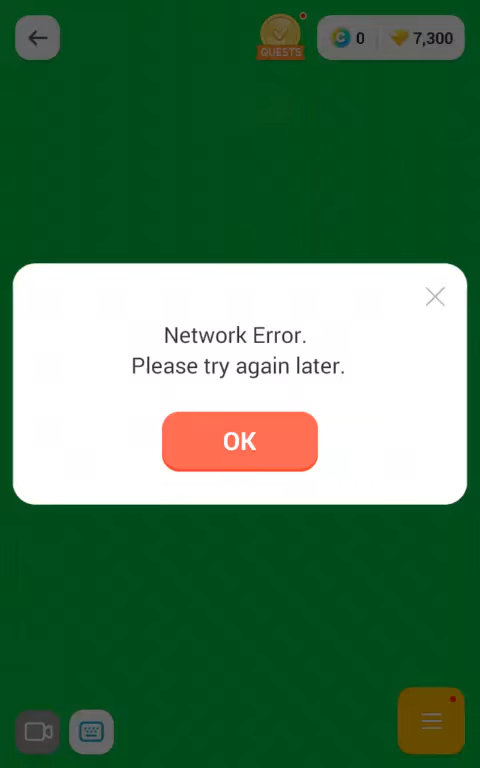 QUESTS
C 0
7,300
Network Error.
Please try again later.
OK